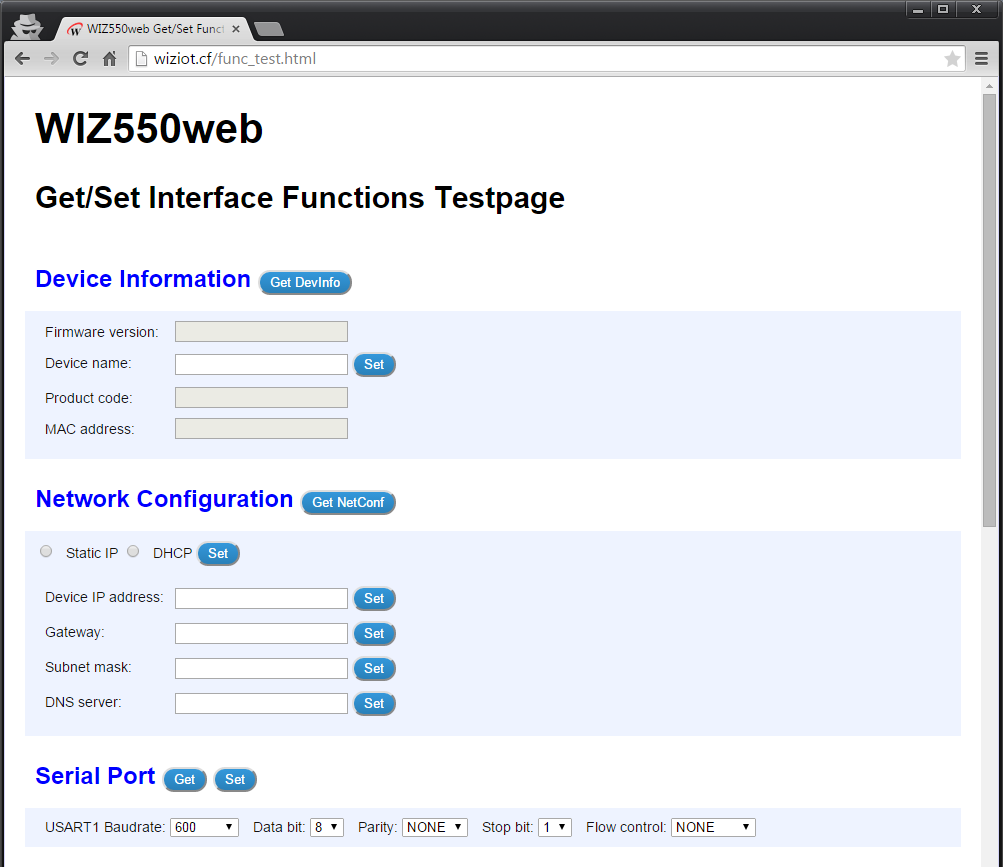 WIZ550web Get/Set Funct
wiziot.cf/func_test.html
WIZ550web
Get/Set Interface Functions Testpage
Device Information Get DevInfo
Firmware version:
Device name: Set
Product code:
MAC address:
Network Configuration Get NetConf
Static IP DHCP Set
Device IP address: Set
Gateway: Set
Subnet mask: Set
DNS server: Set
Serial Port Get Set
USART1 Baudrate: 600 Data bit: 8 Parity: NONE Stop bit: 1 Flow control: NONE